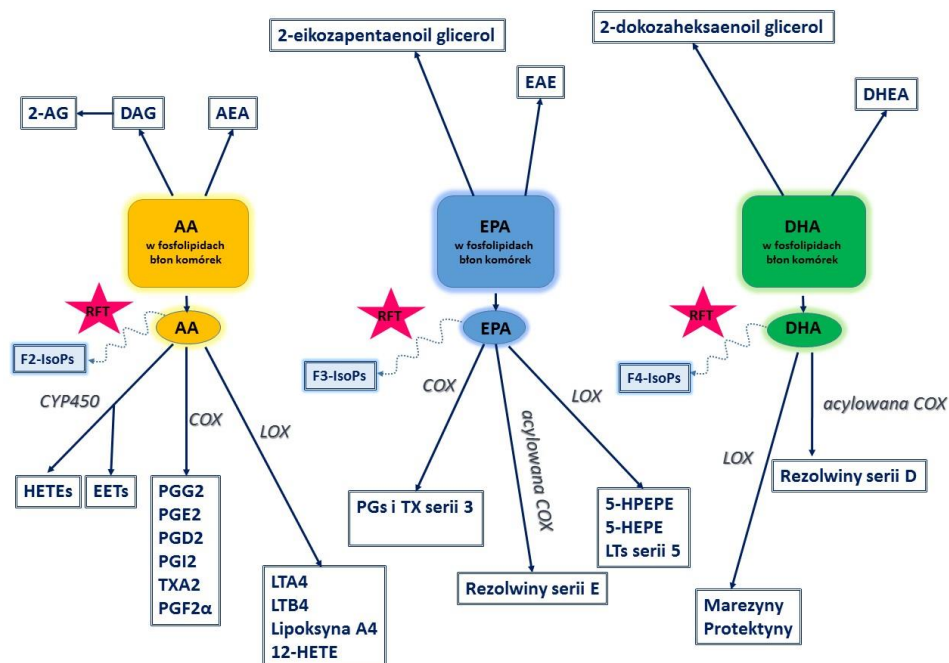 2-eikozapentaenoil glicerol
2-dokozaheksaenoil glicerol
2-AG
DAG
AEA
EAE
DHEA
AA
w fosfolipidach
błon komórek
EPA
w fosfolipidach
błon komórek
DHA
w fosfolipidach
błon komórek
RFT
AA
F2-IsoPs
RFT
EPA
F3-IsoPs
RFT
DHA
F4-IsoPs
CYP450
COX
LOX
COX
acylowana COX
LOX
LOX
acylowana COX
HETEs
EETs
PGG2
PGE2
PGD2
PGI2
TXA2
PGF2α
LTA4
LTB4
Lipoksyna A4
12-HETE
PGs i TX serii 3
Rezolwiny serii E
5-HPEPE
5-HEPE
LTs serii 5
Rezolwiny serii D
Marezyny
Protektyny